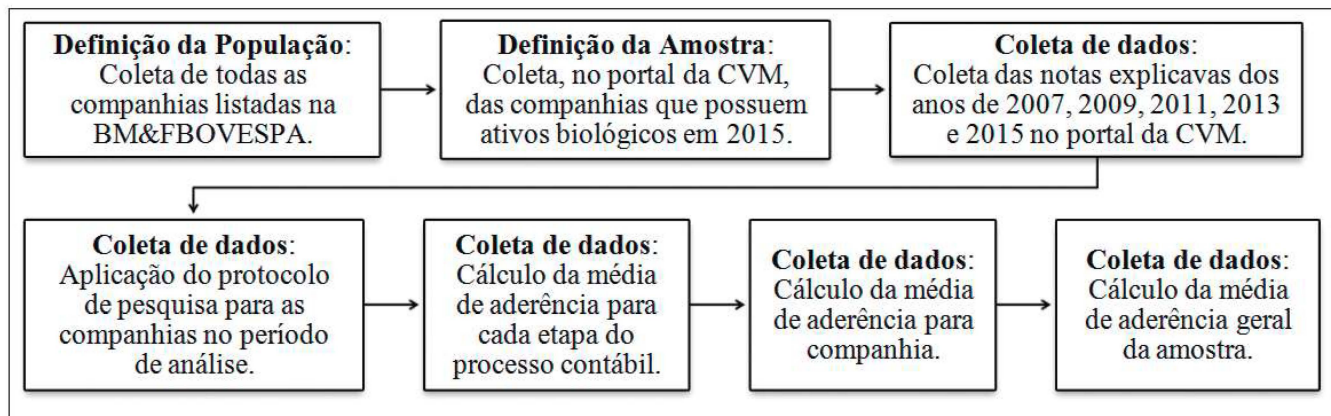 Definição da População:
Coleta de todas as
companhias listadas na
BM&FBOVESPA.
Definição da Amostra:
Coleta, no portal da CVM,
das companhias que possuem
ativos biológicos em 2015.
Coleta de dados:
Coleta das notas explicavas dos
anos de 2007, 2009, 2011, 2013
e 2015 no portal da CVM.
Coleta de dados:
Aplicação do protocolo
de pesquisa para as
companhias no período
de análise.
Coleta de dados:
Cálculo da média
de aderência para
cada etapa do
processo contábil.
Coleta de dados:
Cálculo da média
de aderência para
companhia.
Coleta de dados:
Cálculo da média
de aderência geral
da amostra.